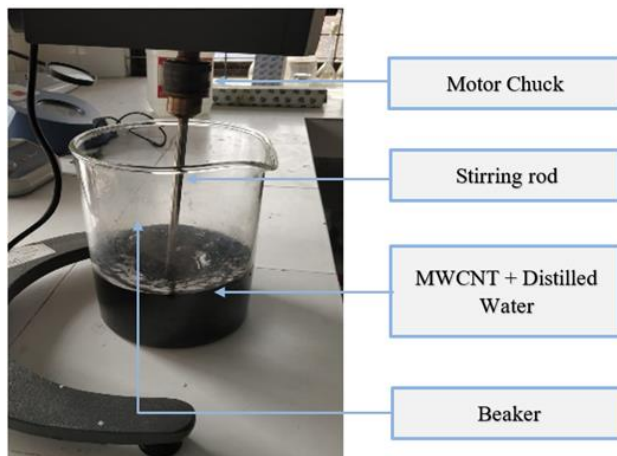 Motor Chuck
Stirring rod
MWCNT + Distilled
Water
Beaker